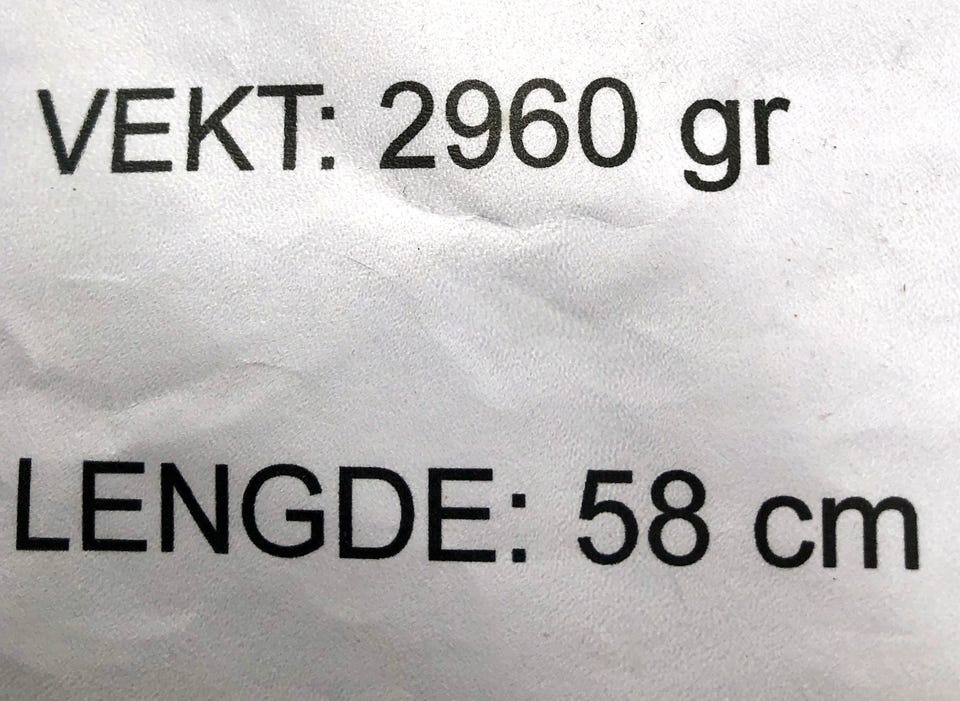 VEKT: 2960 gr
LENGDE: 58 cm